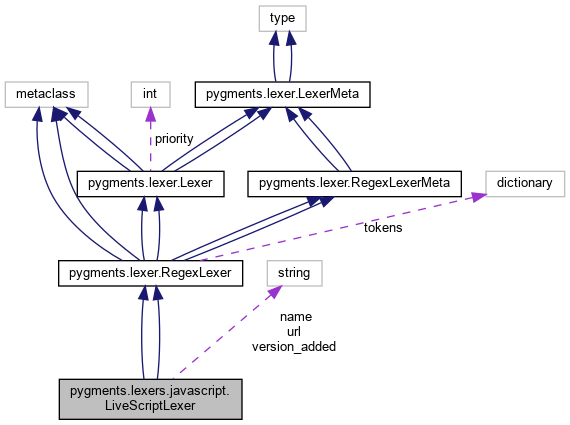 type
metaclass
int
pygments.lexer.LexerMeta
priority
pygments.lexer.Lexer
pygments.lexer.RegexLexerMeta
dictionary
tokens
pygments.lexer.RegexLexer
string
name
url
version_added
pygments.lexers.javascript.
LiveScriptLexer